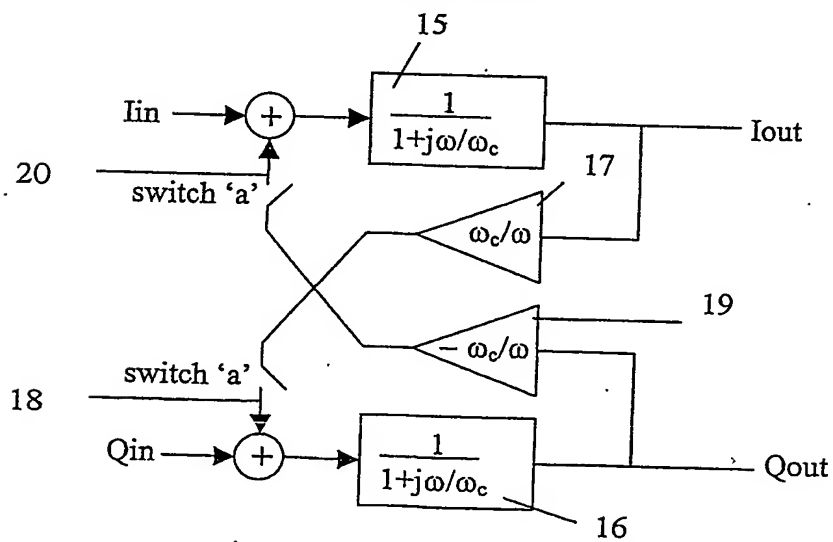 15
Iin
+
1
1+jω/ωc
Iout
20
switch ‘a’
17
ωc/ω
19
− ωc/ω
switch ‘a’
18
Qin
+
1
1+jω/ωc
Qout
16